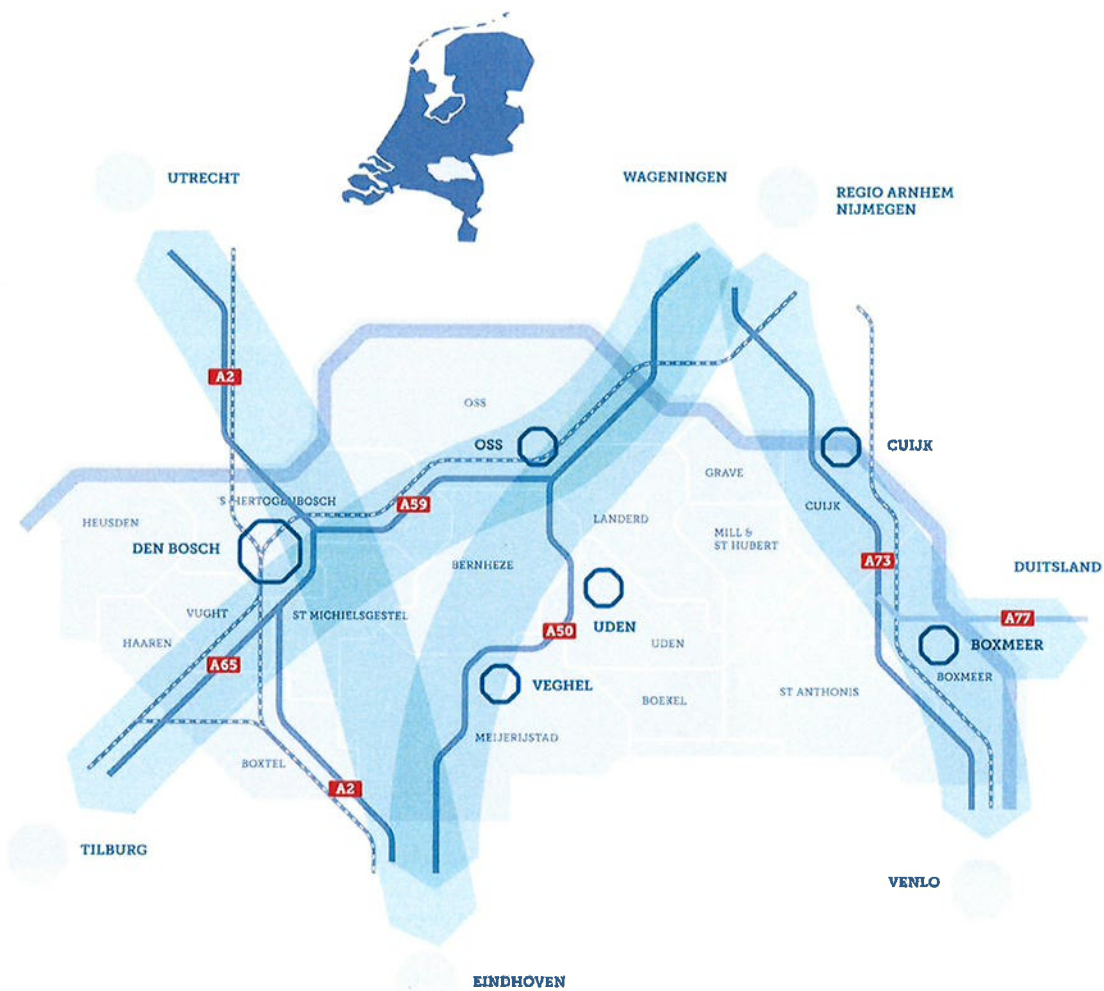 UTRECHT
WAGENINGEN
REGIO ARNHEM
NIJMEGEN
A2
OSS
OSS
CUIJK
GRAVE
'S-HERTOGENBOSCH
A59
CUIJK
HEUSDEN
LANDERD
MILL &
ST HUBERT
DEN BOSCH
BERNHEZE
A73
DUITSLAND
VUGHT
ST MICHIELSGESTEL
A77
HAAREN
A50
UDEN
UDEN
BOXMEER
A65
BOXMEER
VEGHEL
BOEKEL
ST ANTHONIS
MEIJERIJSTAD
BOXTEL
A2
TILBURG
VENLO
EINDHOVEN